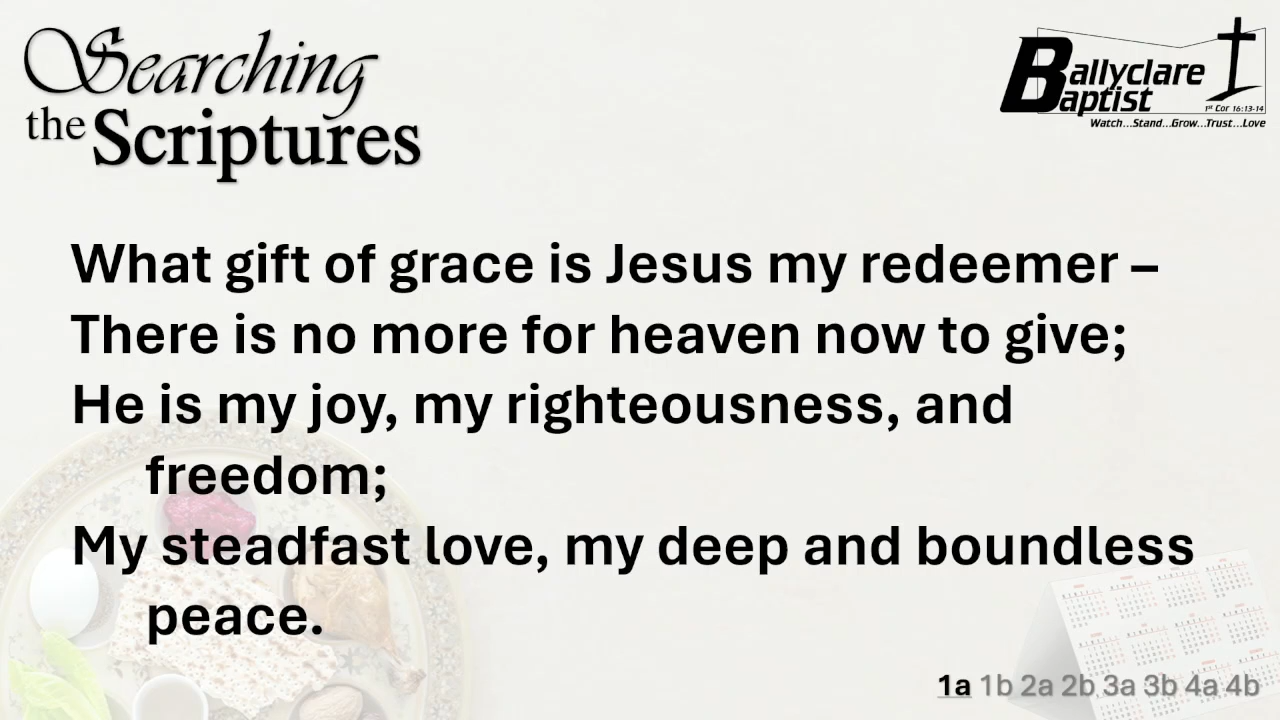 Searching
the Scriptures
Ballyclare
Baptist
1st Cor 16:13-14
Watch...Stand...Grow...Trust...Love
What gift of grace is Jesus my redeemer –
There is no more for heaven now to give;
He is my joy, my righteousness, and
freedom;
My steadfast love, my deep and boundless
peace.
1a 1b 2a 2b 3a 3b 4a 4b